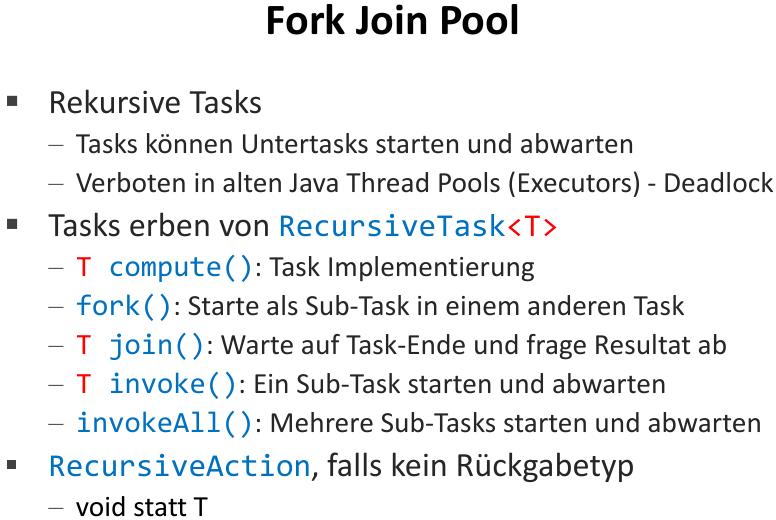 Fork Join Pool
▪ Rekursive Tasks
– Tasks können Untertasks starten und abwarten
– Verboten in alten Java Thread Pools (Executors) - Deadlock
▪ Tasks erben von RecursiveTask<T>
– T compute(): Task Implementierung
– fork(): Starte als Sub-Task in einem anderen Task
– T join(): Warte auf Task-Ende und frage Resultat ab
– T invoke(): Ein Sub-Task starten und abwarten
– invokeAll(): Mehrere Sub-Tasks starten und abwarten
▪ RecursiveAction, falls kein Rückgabetyp
– void statt T